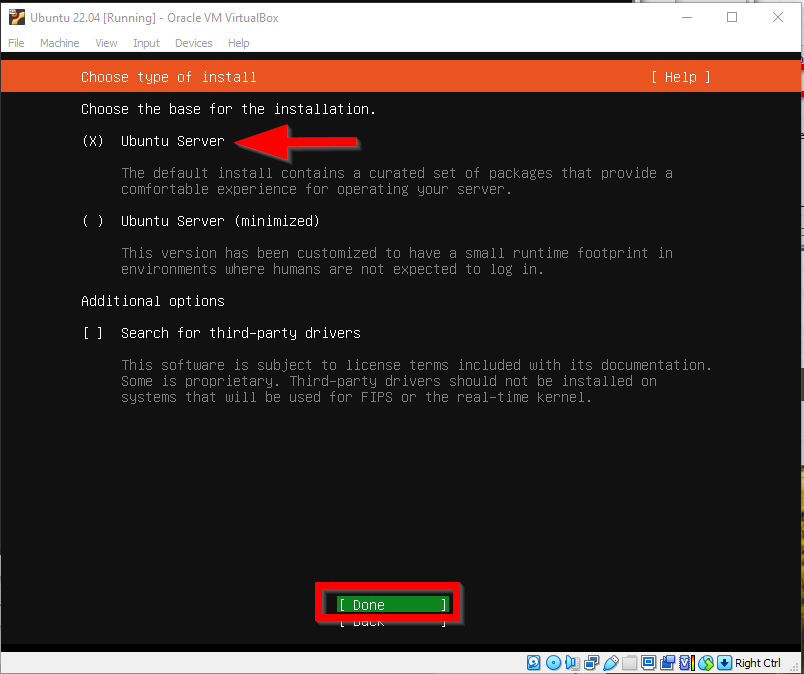 Ubuntu 22.04 [Running] - Oracle VM VirtualBox
File Machine View Input Devices Help
Choose type of install [ Help ]
Choose the base for the installation.
(X) Ubuntu Server
The default install contains a curated set of packages that provide a
comfortable experience for operating your server.
( ) Ubuntu Server (minimized)
This version has been customized to have a small runtime footprint in
environments where humans are not expected to log in.
Additional options
[ ] Search for third-party drivers
This software is subject to license terms included with its documentation.
Some is proprietary. Third-party drivers should not be installed on
systems that will be used for FIPS or the real-time kernel.
[ Done ]
[ Back ]
Right Ctrl